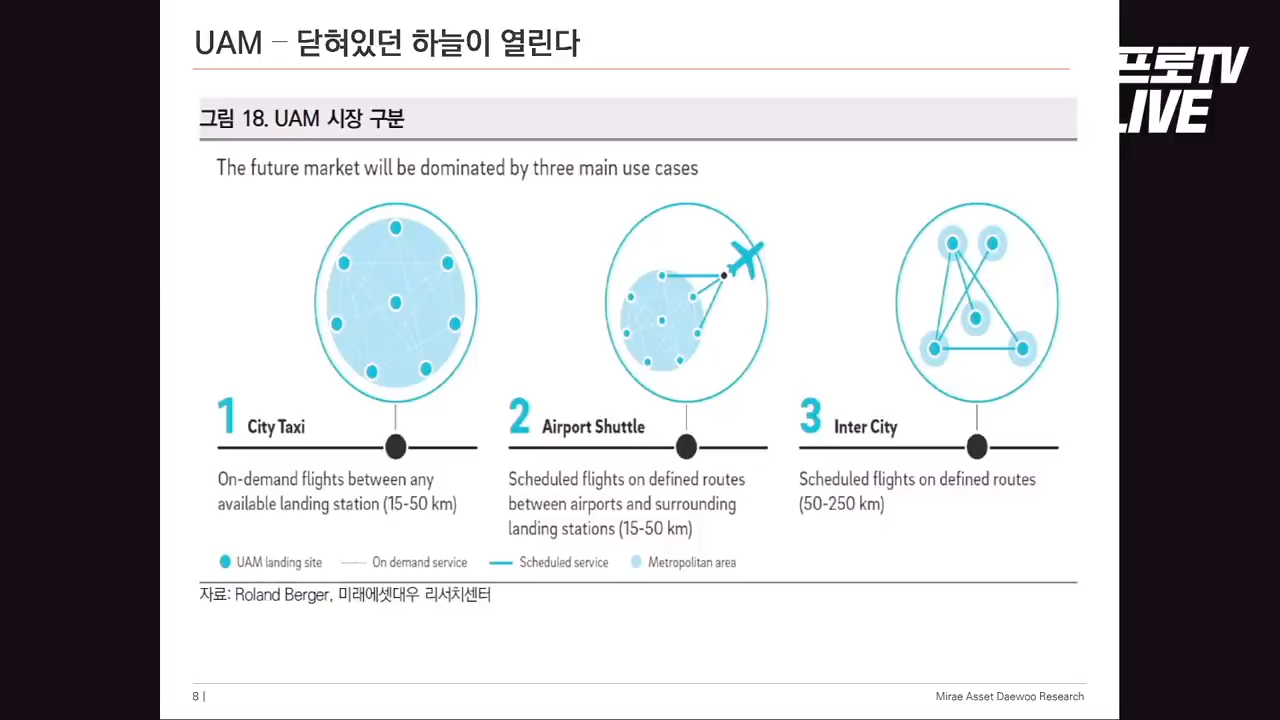 UAM – 닫혀있던 하늘이 열린다
프로TV
LIVE
그림 18. UAM 시장 구분
The future market will be dominated by three main use cases
1 City Taxi
On-demand flights between any
available landing station (15-50 km)
2 Airport Shuttle
Scheduled flights on defined routes
between airports and surrounding
landing stations (15-50 km)
3 Inter City
Scheduled flights on defined routes
(50-250 km)
UAM landing site On demand service Scheduled service Metropolitan area
자료: Roland Berger, 미래에셋대우 리서치센터
8 |
Mirae Asset Daewoo Research